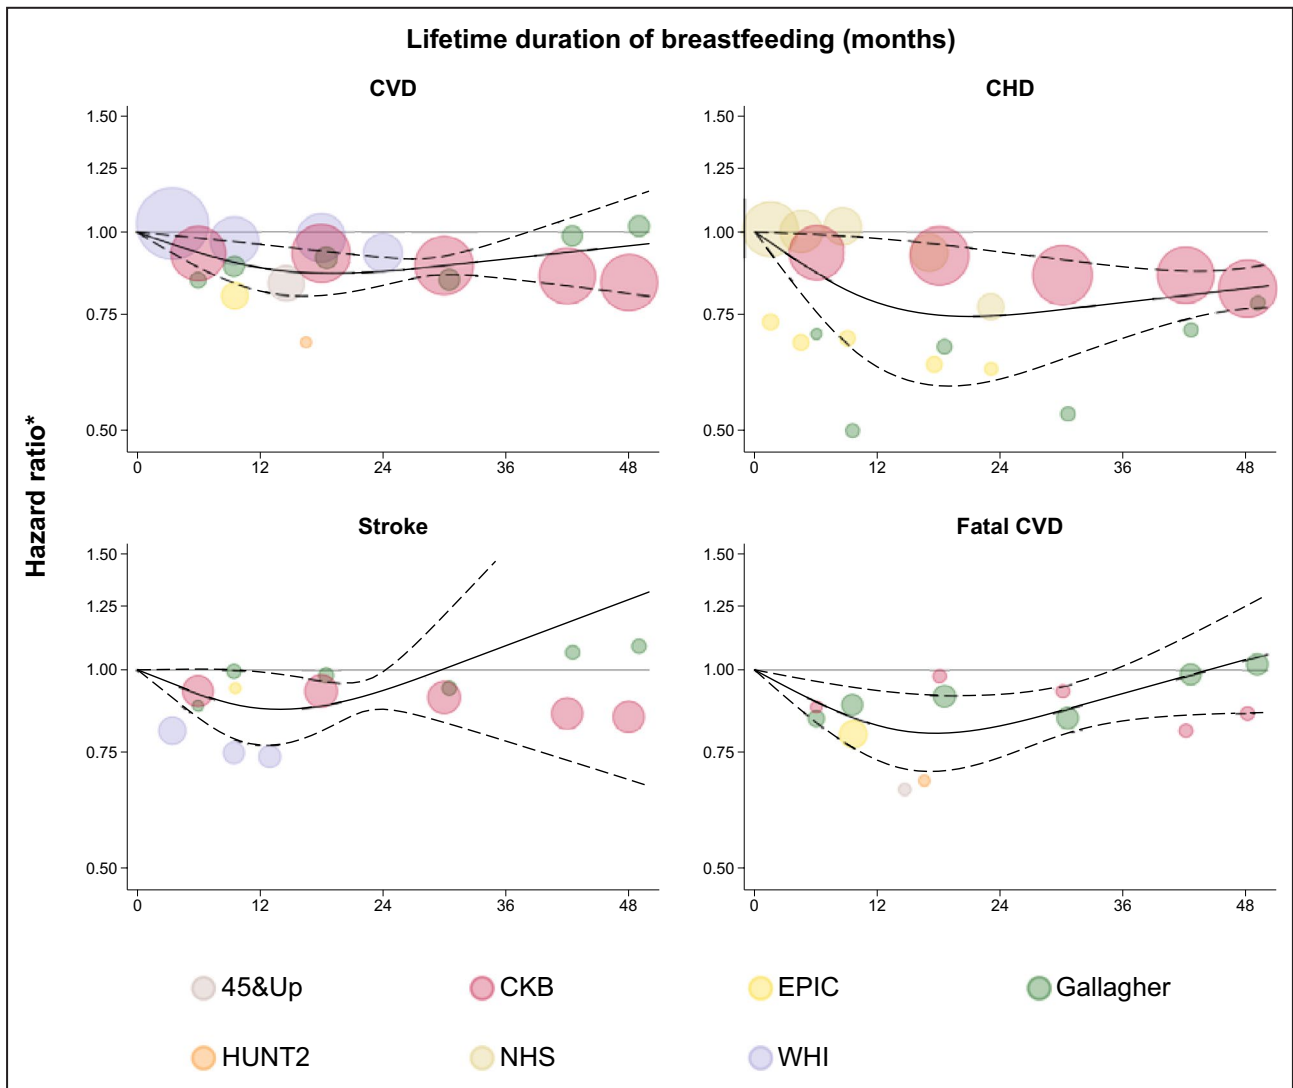 Lifetime duration of breastfeeding (months)
CVD
CHD
1.50
1.25
1.00
0.75
0.50
0 12 24 36 48
1.50
1.25
1.00
0.75
0.50
0 12 24 36 48
Hazard ratio*
Stroke
Fatal CVD
1.50
1.25
1.00
0.75
0.50
0 12 24 36 48
1.50
1.25
1.00
0.75
0.50
0 12 24 36 48
45&Up CKB EPIC Gallagher
HUNT2 NHS WHI